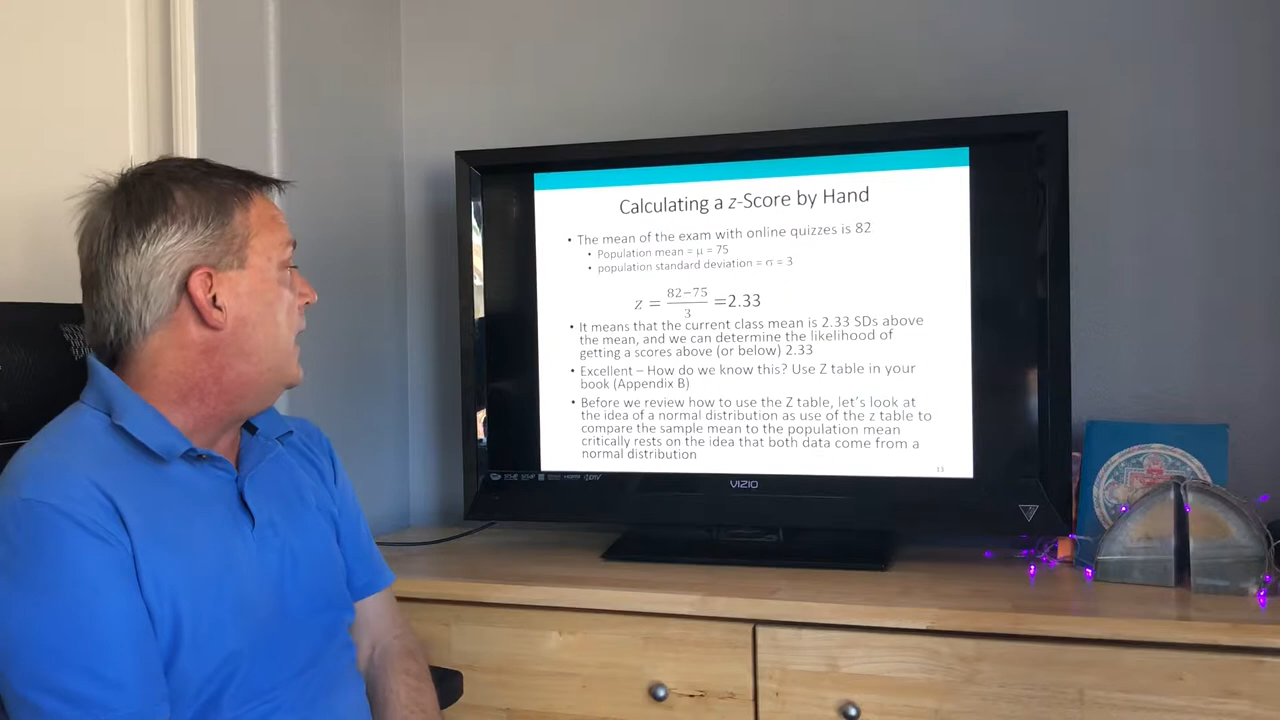 Calculating a z-Score by Hand
• The mean of the exam with online quizzes is 82
• Population mean = μ = 75
• population standard deviation = σ = 3
z = 82−75 / 3 =2.33
• It means that the current class mean is 2.33 SDs above
the mean, and we can determine the likelihood of
getting a scores above (or below) 2.33
• Excellent – How do we know this? Use Z table in your
book (Appendix B)
• Before we review how to use the Z table, let's look at
the idea of a normal distribution as use of the z table to
compare the sample mean to the population mean
critically rests on the idea that both data come from a
normal distribution
13
VIZIO